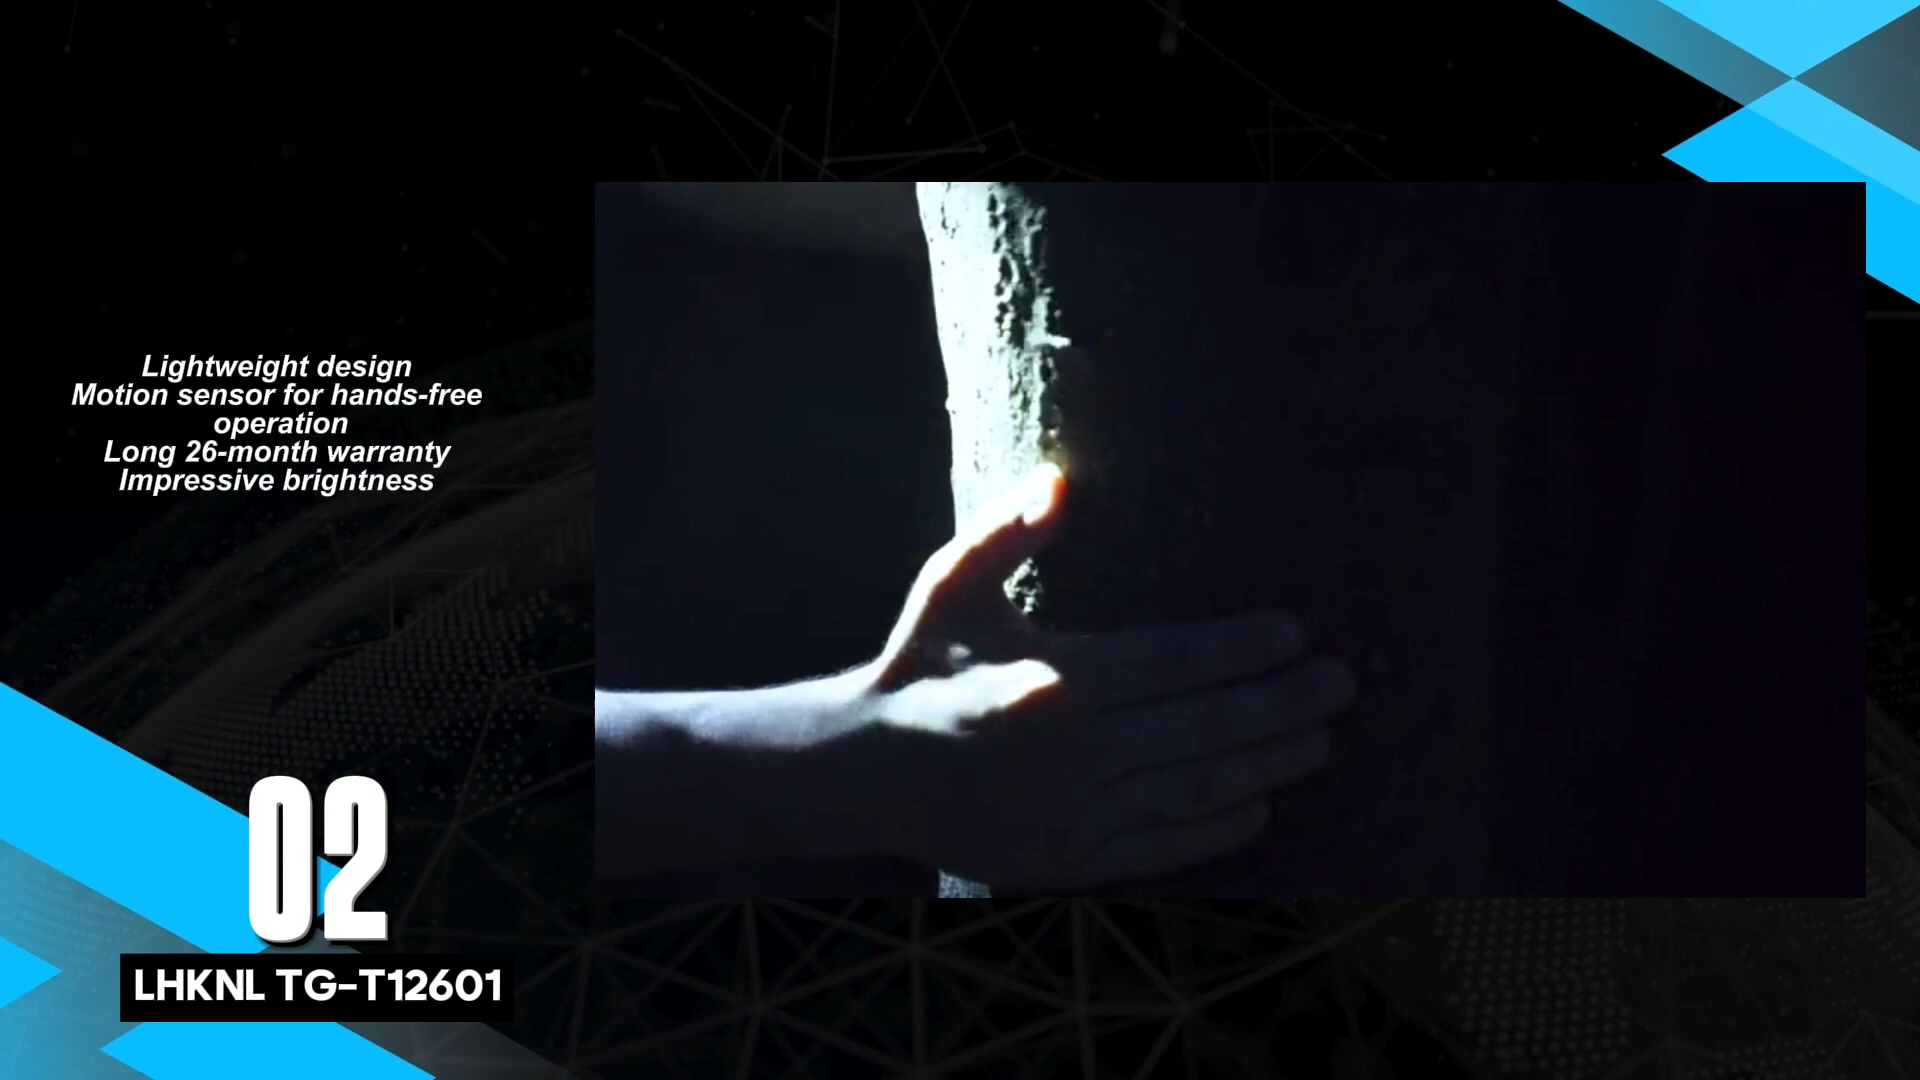 Lightweight design
Motion sensor for hands-free
operation
Long 26-month warranty
Impressive brightness
02
LHKNL TG-T12601